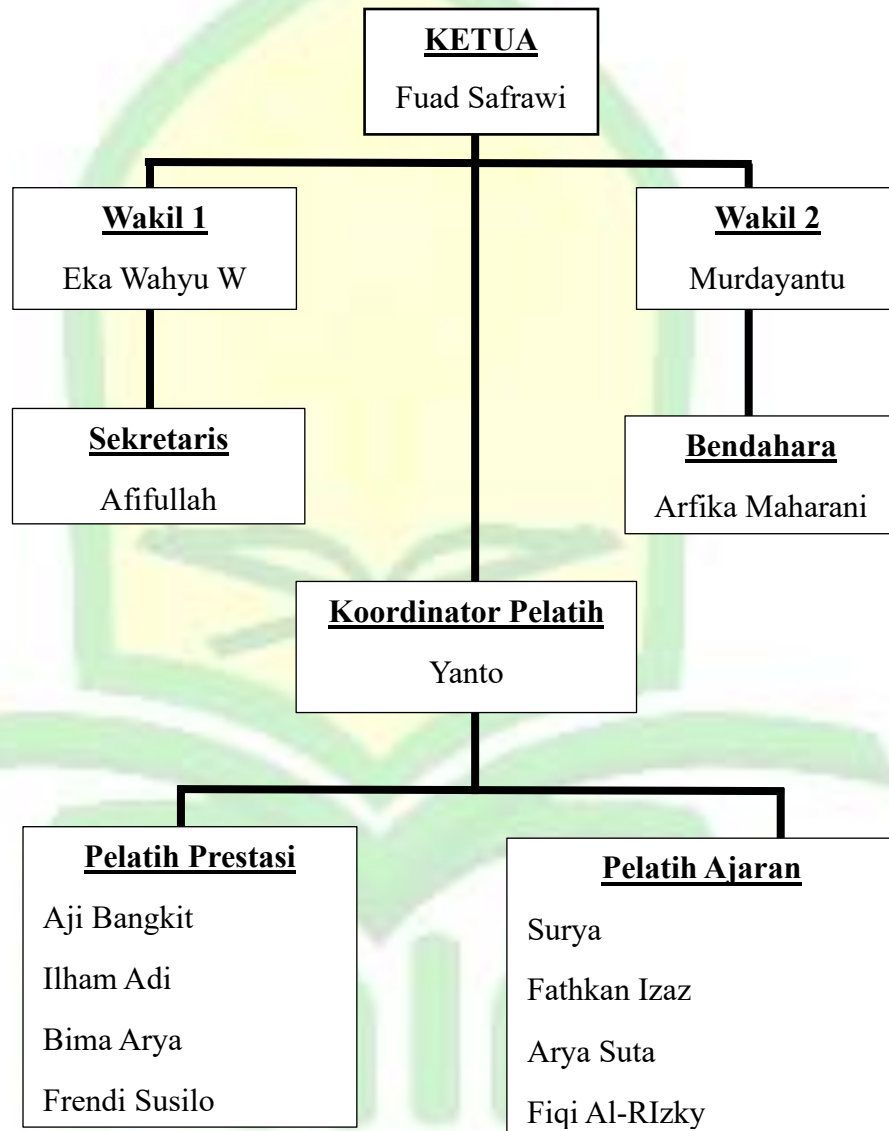 KETUA
Fuad Safrawi
Wakil 1
Eka Wahyu W
Wakil 2
Murdayantu
Sekretaris
Afifullah
Bendahara
Arfika Maharani
Koordinator Pelatih
Yanto
Pelatih Prestasi
Aji Bangkit
Ilham Adi
Bima Arya
Frendi Susilo
Pelatih Ajaran
Surya
Fathkan Izaz
Arya Suta
Fiqi Al-RIzky